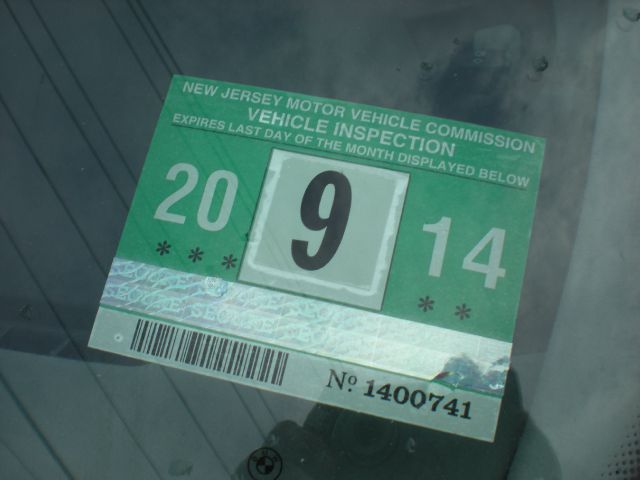 NEW JERSEY MOTOR VEHICLE COMMISSION
VEHICLE INSPECTION
EXPIRES LAST DAY OF THE MONTH DISPLAYED BELOW
20 9 14
* * * * *
Nº 1400741